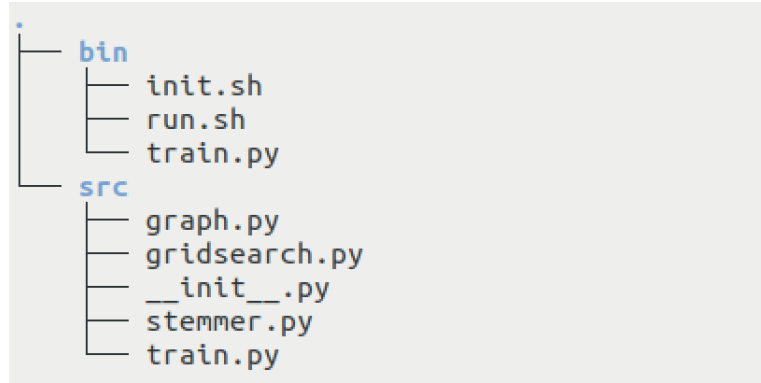 .
├── bin
│   ├── init.sh
│   ├── run.sh
│   └── train.py
└── src
    ├── graph.py
    ├── gridsearch.py
    ├── __init__.py
    ├── stemmer.py
    └── train.py